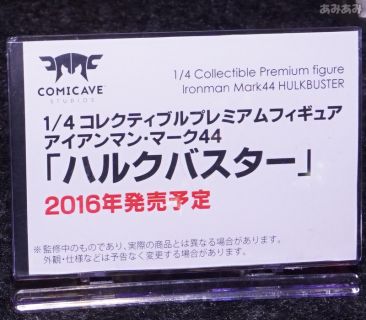 あみあみ
COMICAVE
STUDIOS
1/4 Collectible Premium figure
Ironman Mark44 HULKBUSTER
1/4 コレクティブルプレミアムフィギュア
アイアンマン・マーク44
「ハルクバスター」
2016年発売予定
※監修中のものであり、実際の商品とは異なる場合があります。
外観・仕様などは予告なく変更する場合があります。